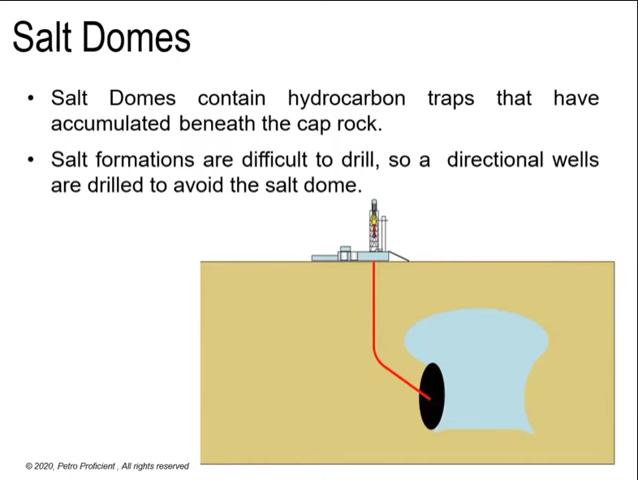 Salt Domes
• Salt Domes contain hydrocarbon traps that have
accumulated beneath the cap rock.
• Salt formations are difficult to drill, so a directional wells
are drilled to avoid the salt dome.
© 2020, Petro Proficient , All rights reserved